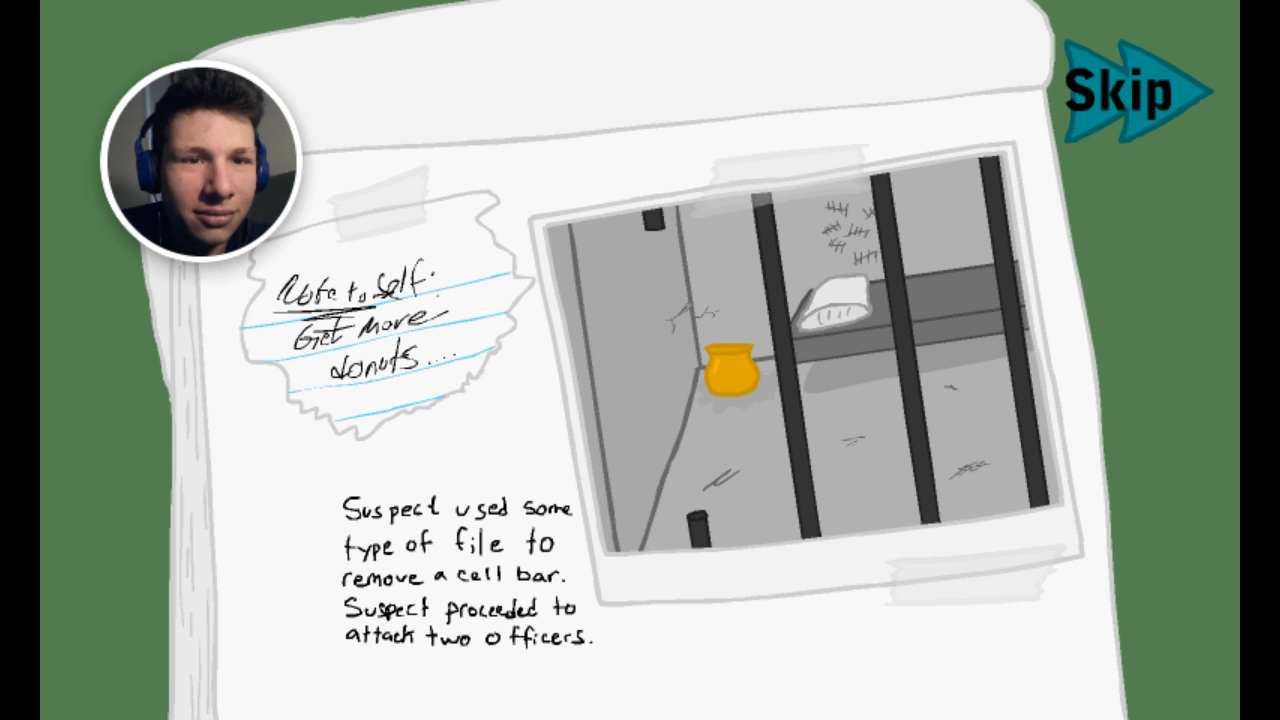 Skip
Note to self:
Get More
donuts....
Suspect used some
type of file to
remove a cell bar.
Suspect proceeded to
attack two officers.